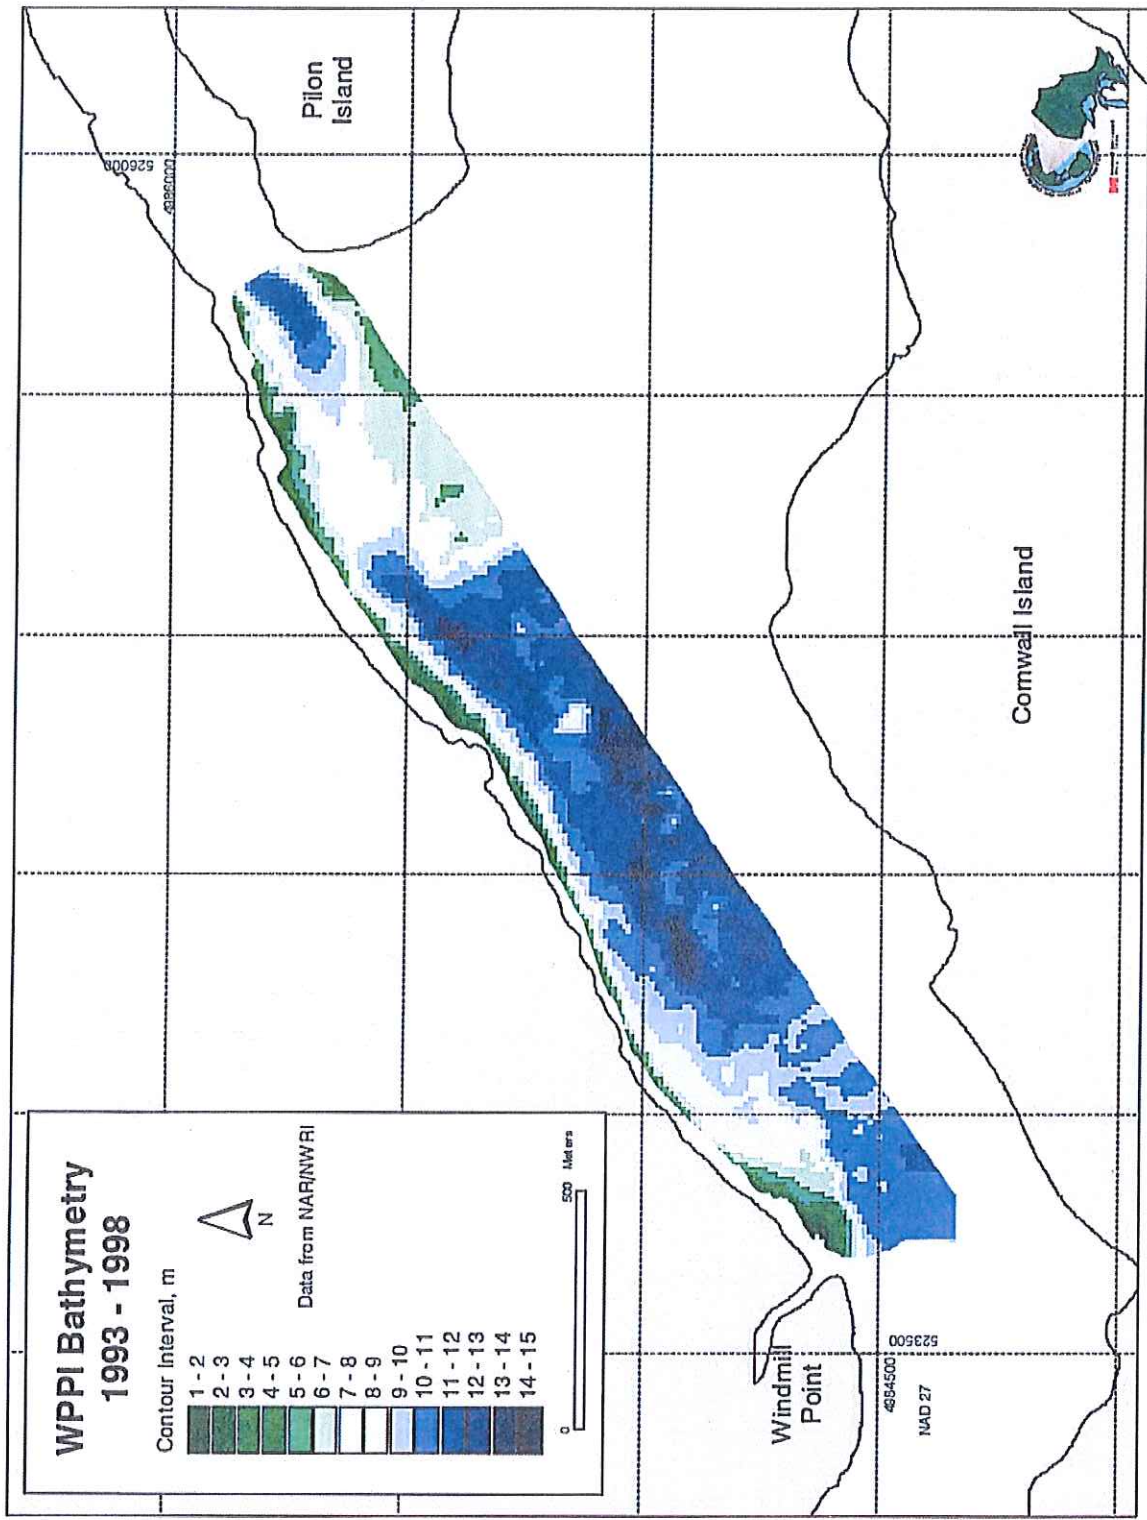 WPPI Bathymetry
1993 - 1998
Contour Interval, m
1 - 2
2 - 3
3 - 4
4 - 5
5 - 6
6 - 7
7 - 8
8 - 9
9 - 10
10 - 11
11 - 12
12 - 13
13 - 14
14 - 15
N
Data from NAR/NWRI
0
500 Meters
526000
4986000
Pilon
Island
Cornwall Island
Windmill
Point
4984500
523500
NAD 27